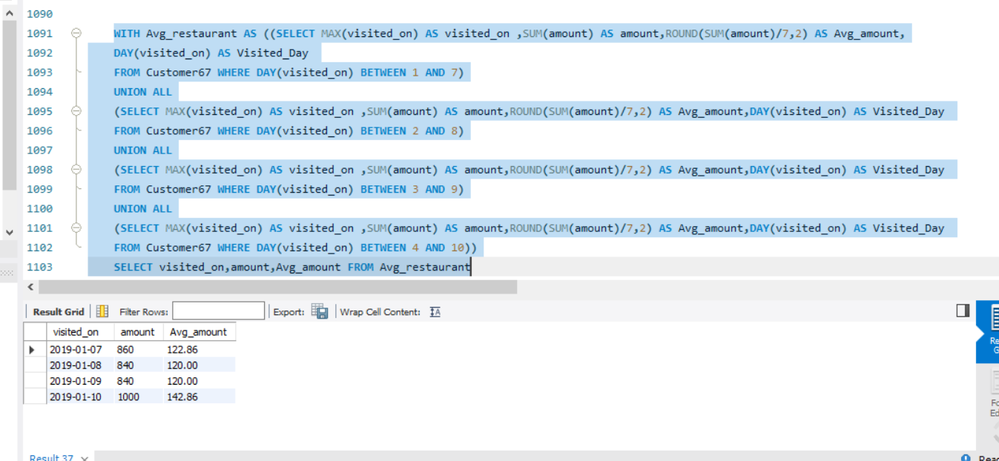 1090
1091 WITH Avg_restaurant AS ((SELECT MAX(visited_on) AS visited_on ,SUM(amount) AS amount,ROUND(SUM(amount)/7,2) AS Avg_amount,
1092 DAY(visited_on) AS Visited_Day
1093 FROM Customer67 WHERE DAY(visited_on) BETWEEN 1 AND 7)
1094 UNION ALL
1095 (SELECT MAX(visited_on) AS visited_on ,SUM(amount) AS amount,ROUND(SUM(amount)/7,2) AS Avg_amount,DAY(visited_on) AS Visited_Day
1096 FROM Customer67 WHERE DAY(visited_on) BETWEEN 2 AND 8)
1097 UNION ALL
1098 (SELECT MAX(visited_on) AS visited_on ,SUM(amount) AS amount,ROUND(SUM(amount)/7,2) AS Avg_amount,DAY(visited_on) AS Visited_Day
1099 FROM Customer67 WHERE DAY(visited_on) BETWEEN 3 AND 9)
1100 UNION ALL
1101 (SELECT MAX(visited_on) AS visited_on ,SUM(amount) AS amount,ROUND(SUM(amount)/7,2) AS Avg_amount,DAY(visited_on) AS Visited_Day
1102 FROM Customer67 WHERE DAY(visited_on) BETWEEN 4 AND 10))
1103 SELECT visited_on,amount,Avg_amount FROM Avg_restaurant
Result Grid Filter Rows: Export: Wrap Cell Content: IA
visited_on amount Avg_amount
2019-01-07 860 122.86
2019-01-08 840 120.00
2019-01-09 840 120.00
2019-01-10 1000 142.86
Result 37 ×